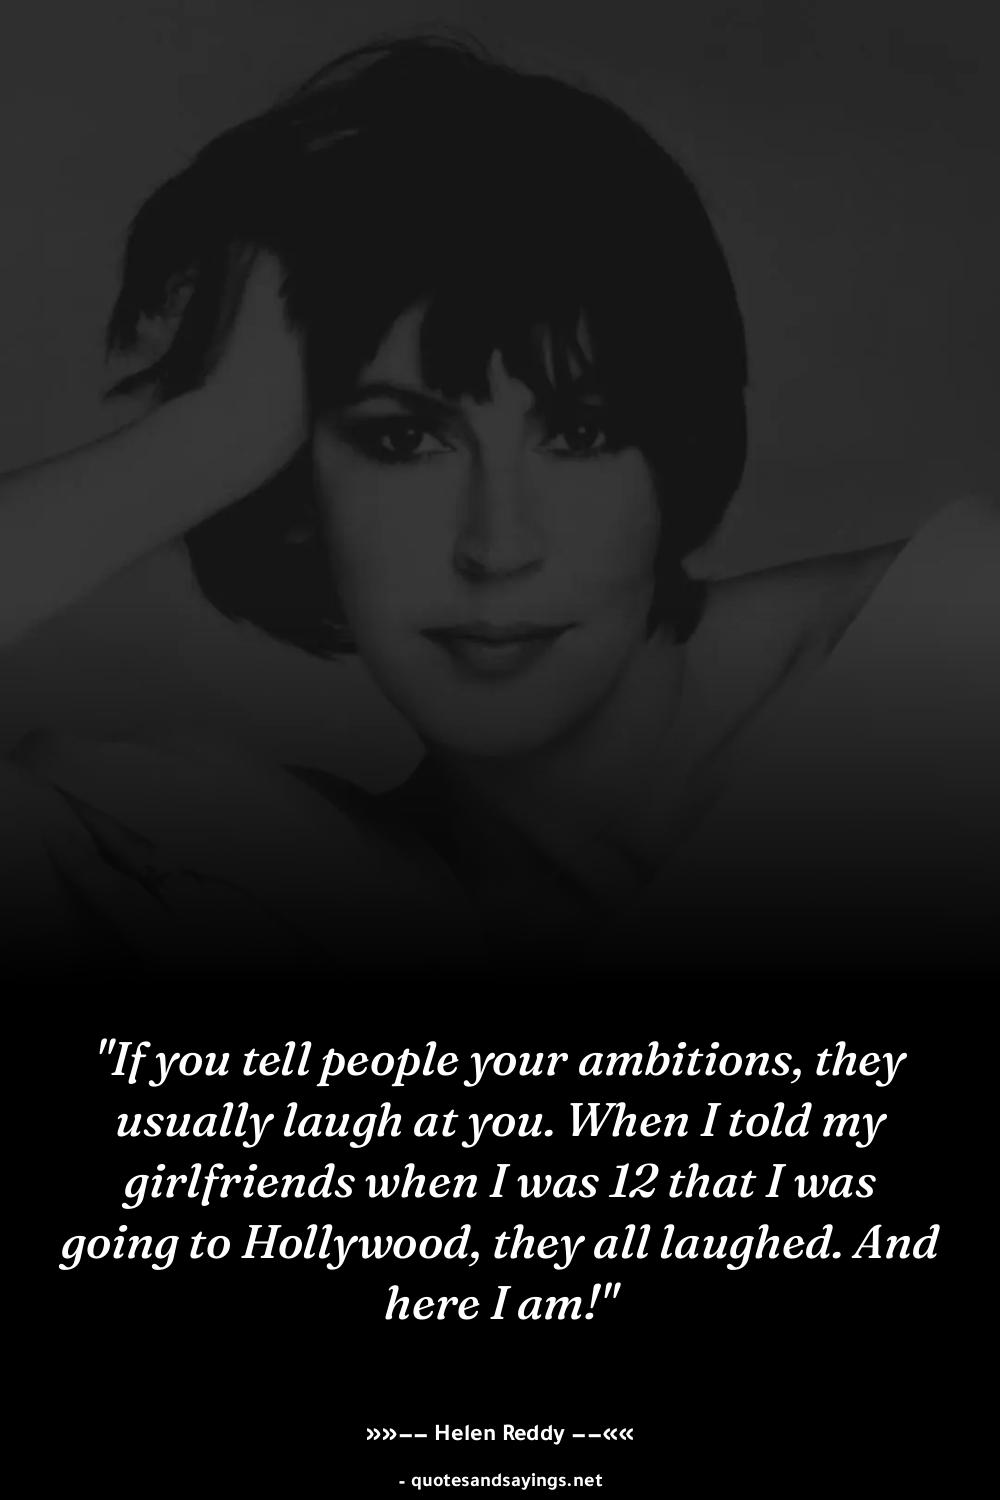 "If you tell people your ambitions, they
usually laugh at you. When I told my
girlfriends when I was 12 that I was
going to Hollywood, they all laughed. And
here I am!"
»»–– Helen Reddy ––««
- quotesandsayings.net